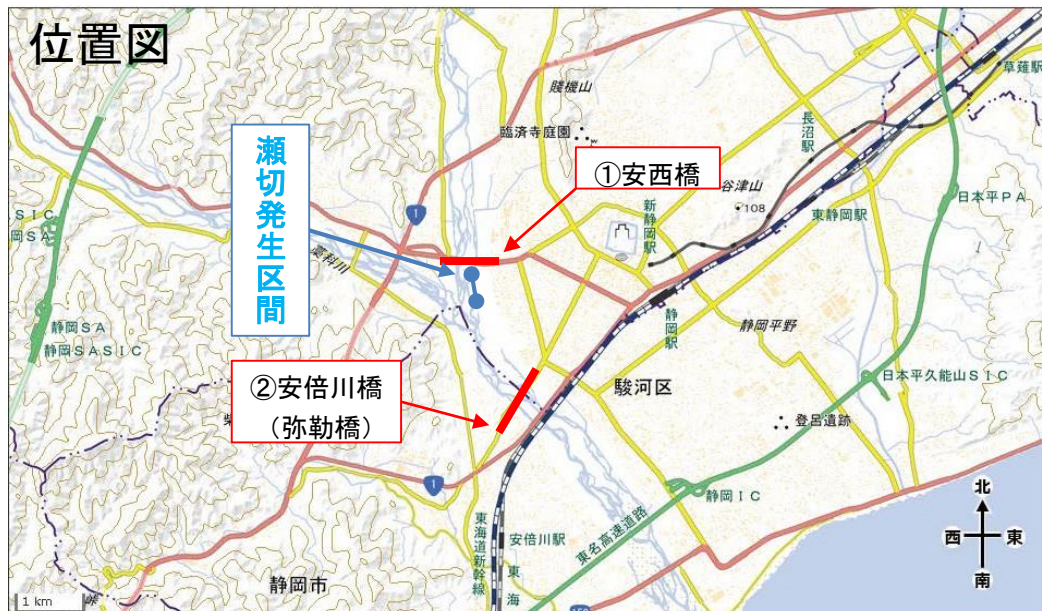 位置図
瀬切発生区間
①安西橋
②安倍川橋
（弥勒橋）
賤機山
臨済寺庭園
長沼駅
草薙駅
谷津山
108
新静岡駅
東静岡駅
日本平ＰＡ
1
藁科川
静岡ＳＡ
静岡ＳＡＳＩＣ
静岡駅
静岡平野
日本平久能山ＳＩＣ
駿河区
登呂遺跡
1
静岡ＩＣ
東名高速道路
安倍川駅
東海道新幹線
静岡市
峠
北
西
東
南
1 km